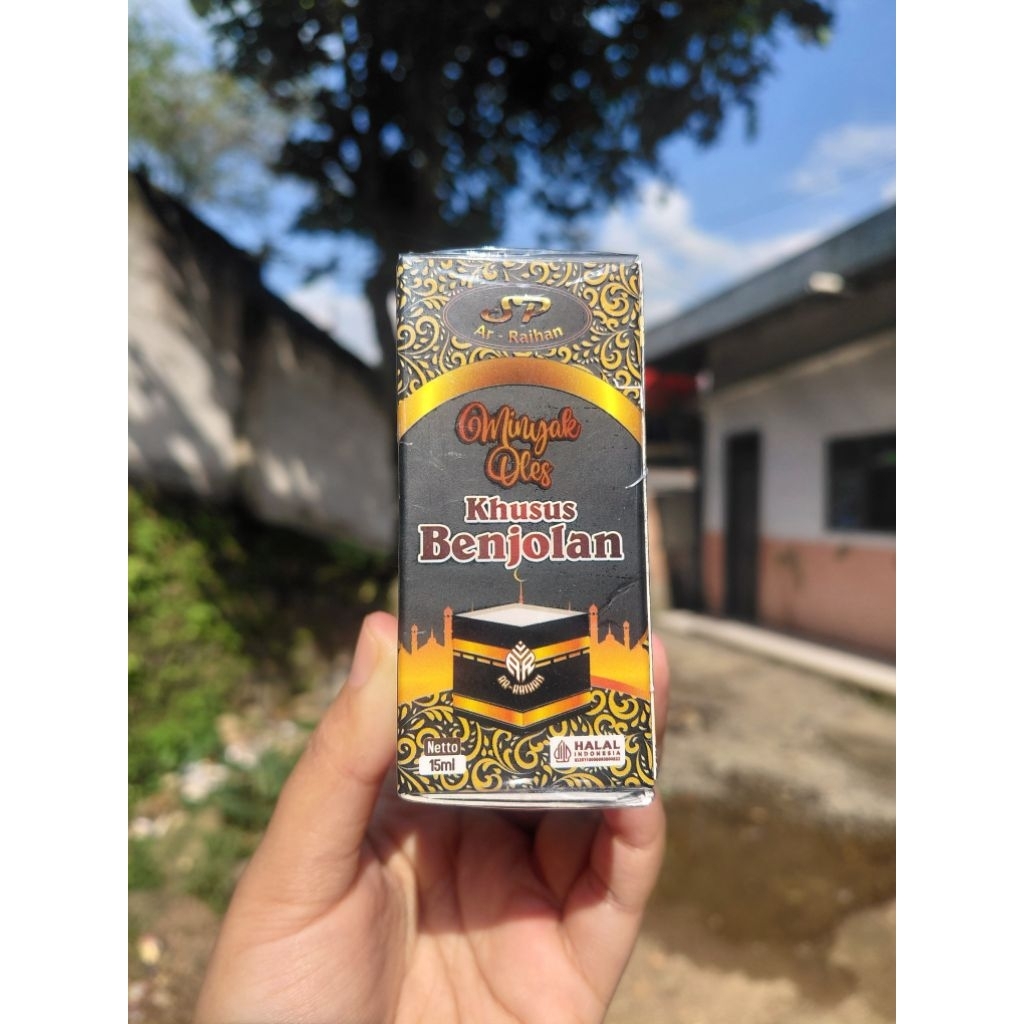 SP
Ar - Raihan
Minyak
Oles
Khusus
Benjolan
AR-RAIHAN
Netto
15ml
HALAL
INDONESIA